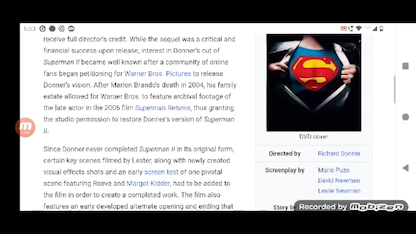 6:53
receive full director's credit. While the sequel was a critical and
financial success upon release, interest in Donner's cut of
Superman II became well known after a community of
online fans began petitioning for Warner Bros. Pictures to release
Donner's vision. After Marlon Brando's death in 2004, his family
estate allowed for Warner Bros. to feature archival footage of
the late actor in the 2006 film Superman Returns, thus granting
the studio permission to restore Donner's version of Superman
II.
Since Donner never completed Superman II in its original form,
certain key scenes filmed by Lester, along with newly created
visual effects shots and an early screen test of one pivotal
scene featuring Reeve and Margot Kidder, had to be added to
the film in order to create a completed work. The film also
features an early developed alternate opening and ending that
DVD cover
Directed by Richard Donner
Screenplay by Mario Puzo
David Newman
Leslie Newman
Story by
Recorded by
Mobizen